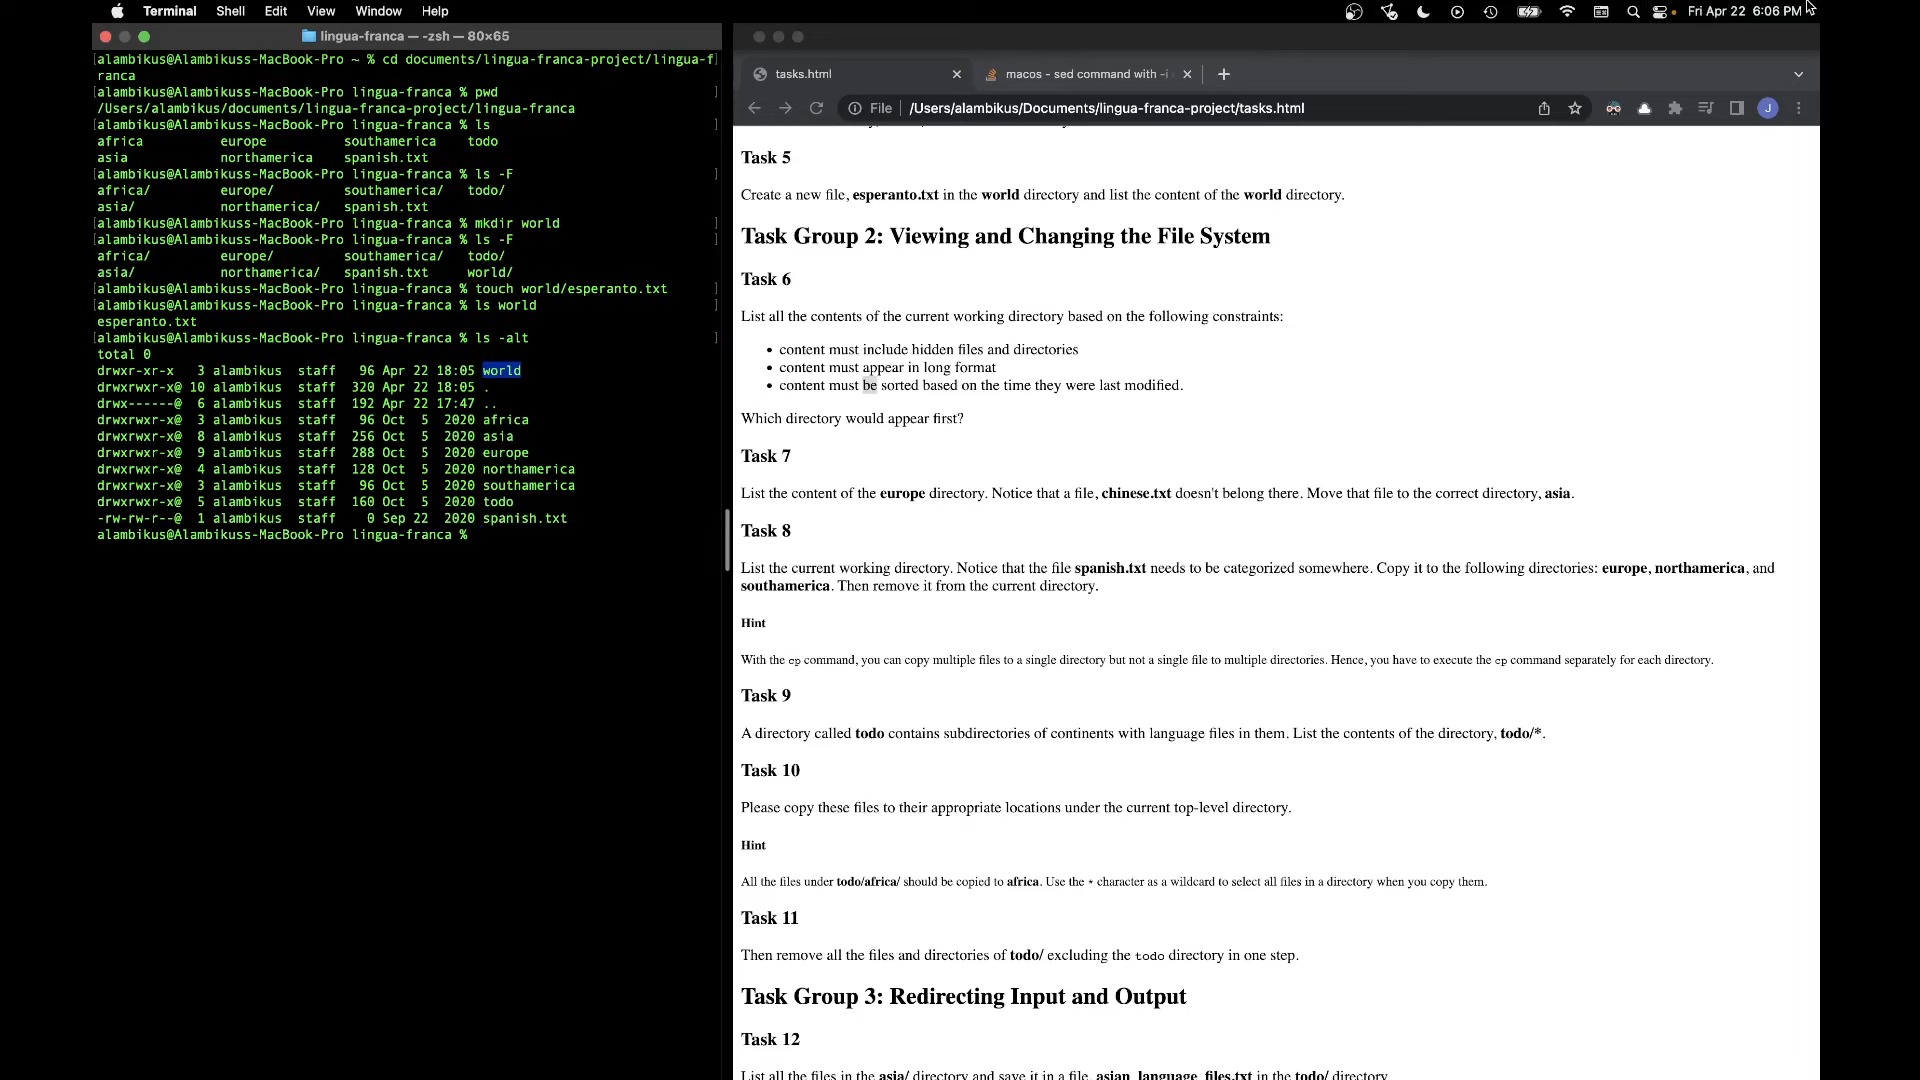 Terminal Shell Edit View Window Help
Fri Apr 22 6:06 PM
lingua-franca — -zsh — 80×65
[alambikus@Alambikuss-MacBook-Pro ~ % cd documents/lingua-franca-project/lingua-f]
ranca
[alambikus@Alambikuss-MacBook-Pro lingua-franca % pwd ]
/Users/alambikus/documents/lingua-franca-project/lingua-franca
[alambikus@Alambikuss-MacBook-Pro lingua-franca % ls ]
africa europe southamerica todo
asia northamerica spanish.txt
[alambikus@Alambikuss-MacBook-Pro lingua-franca % ls -F ]
africa/ europe/ southamerica/ todo/
asia/ northamerica/ spanish.txt
[alambikus@Alambikuss-MacBook-Pro lingua-franca % mkdir world ]
[alambikus@Alambikuss-MacBook-Pro lingua-franca % ls -F ]
africa/ europe/ southamerica/ todo/
asia/ northamerica/ spanish.txt world/
[alambikus@Alambikuss-MacBook-Pro lingua-franca % touch world/esperanto.txt ]
[alambikus@Alambikuss-MacBook-Pro lingua-franca % ls world ]
esperanto.txt
[alambikus@Alambikuss-MacBook-Pro lingua-franca % ls -alt ]
total 0
drwxr-xr-x 3 alambikus staff 96 Apr 22 18:05 world
drwxrwxr-x@ 10 alambikus staff 320 Apr 22 18:05 .
drwx------@ 6 alambikus staff 192 Apr 22 17:47 ..
drwxrwxr-x@ 3 alambikus staff 96 Oct 5 2020 africa
drwxrwxr-x@ 8 alambikus staff 256 Oct 5 2020 asia
drwxrwxr-x@ 9 alambikus staff 288 Oct 5 2020 europe
drwxrwxr-x@ 4 alambikus staff 128 Oct 5 2020 northamerica
drwxrwxr-x@ 3 alambikus staff 96 Oct 5 2020 southamerica
drwxrwxr-x@ 5 alambikus staff 160 Oct 5 2020 todo
-rw-rw-r--@ 1 alambikus staff 0 Sep 22 2020 spanish.txt
alambikus@Alambikuss-MacBook-Pro lingua-franca %
tasks.html
macos - sed command with -i
File | /Users/alambikus/Documents/lingua-franca-project/tasks.html
J
Task 5
Create a new file, esperanto.txt in the world directory and list the content of the world directory.
Task Group 2: Viewing and Changing the File System
Task 6
List all the contents of the current working directory based on the following constraints:
• content must include hidden files and directories
• content must appear in long format
• content must be sorted based on the time they were last modified.
Which directory would appear first?
Task 7
List the content of the europe directory. Notice that a file, chinese.txt doesn't belong there. Move that file to the correct directory, asia.
Task 8
List the current working directory. Notice that the file spanish.txt needs to be categorized somewhere. Copy it to the following directories: europe, northamerica, and
southamerica. Then remove it from the current directory.
Hint
With the cp command, you can copy multiple files to a single directory but not a single file to multiple directories. Hence, you have to execute the cp command separately for each directory.
Task 9
A directory called todo contains subdirectories of continents with language files in them. List the contents of the directory, todo/*.
Task 10
Please copy these files to their appropriate locations under the current top-level directory.
Hint
All the files under todo/africa/ should be copied to africa. Use the * character as a wildcard to select all files in a directory when you copy them.
Task 11
Then remove all the files and directories of todo/ excluding the todo directory in one step.
Task Group 3: Redirecting Input and Output
Task 12
List all the files in the asia/ directory and save it in a file, asian_language_files.txt in the todo/ directory